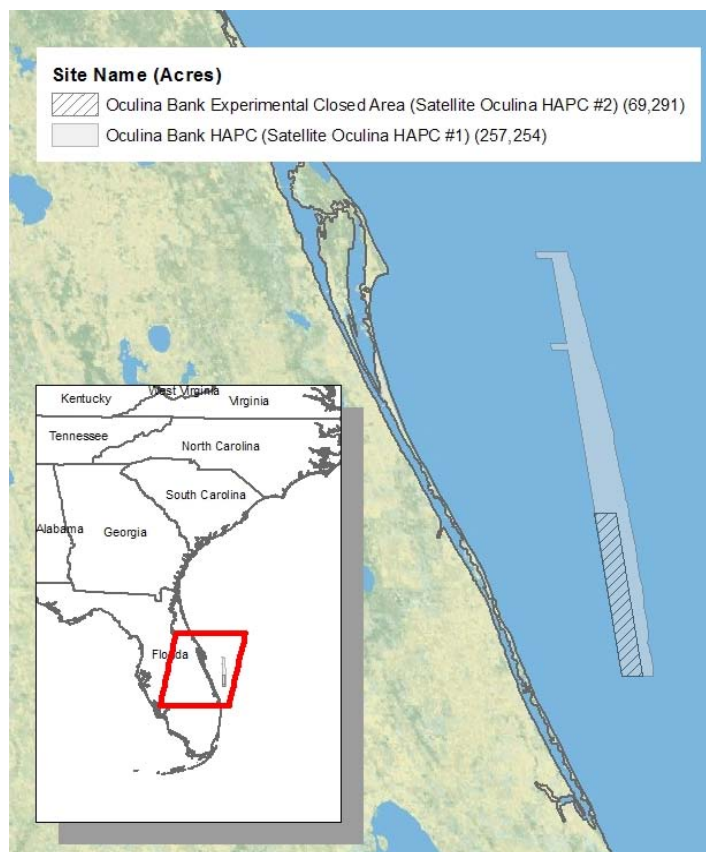 Site Name (Acres)
Oculina Bank Experimental Closed Area (Satellite Oculina HAPC #2) (69,291)
Oculina Bank HAPC (Satellite Oculina HAPC #1) (257,254)
Kentucky
West Virginia
Virginia
Tennessee
North Carolina
South Carolina
Alabama
Georgia
Florida